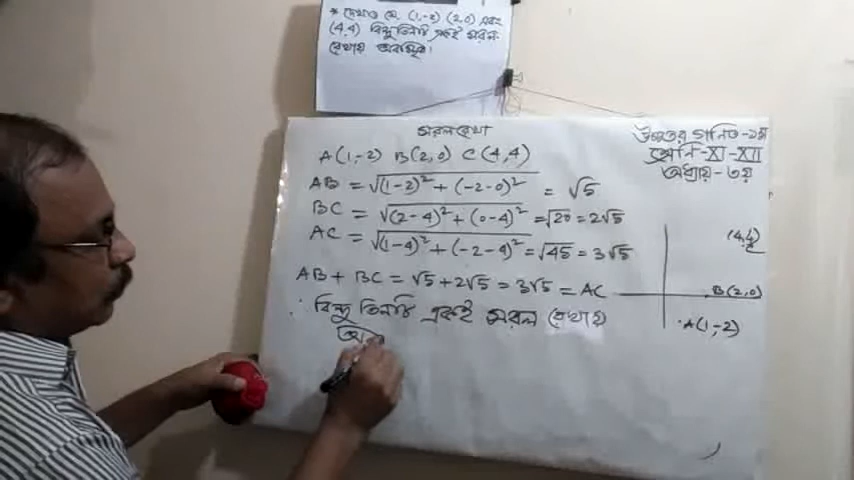 * দেখাও যে, (1,-2) (2,0) এবং
(4,4) বিন্দু তিনটি একই সরল-
রেখায় অবস্থিত।
সরলরেখা
উচ্চতর গণিত-১ম
শ্রেণি-XI-XII
অধ্যায়-৩য়
A(1,-2) B(2,0) C(4,4)
AB = √(1-2)² + (-2-0)² = √5
BC = √(2-4)² + (0-4)² = √20 = 2√5
AC = √(1-4)² + (-2-4)² = √45 = 3√5
AB + BC = √5 + 2√5 = 3√5 = AC
∴ বিন্দু তিনটি একই সরল রেখায়
অব
(4,4)
B(2,0)
A(1,-2)